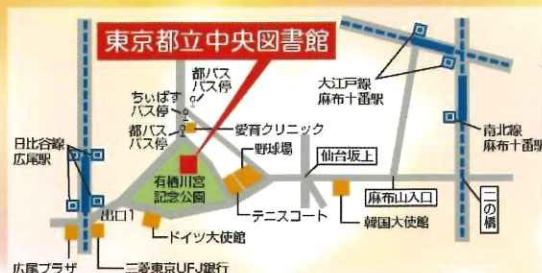 東京都立中央図書館
都バス
バス停
ちぃばす
バス停
都バス
バス停
愛育クリニック
野球場
大江戸線
麻布十番駅
日比谷線
広尾駅
仙台坂上
南北線
麻布十番駅
有栖川宮
記念公園
麻布山入口
二の橋
出口1
テニスコート
韓国大使館
ドイツ大使館
広尾プラザ
三菱東京UFJ銀行